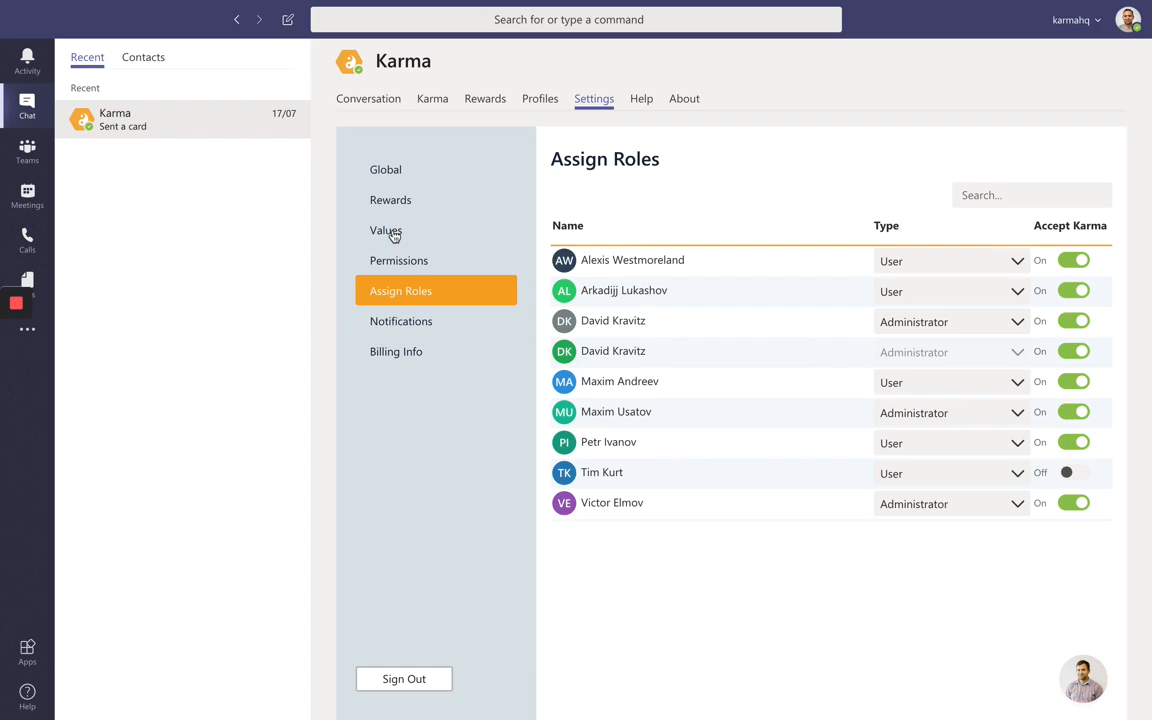 Search for or type a command
karmahq
Activity
Chat
Teams
Meetings
Calls
Apps
Help
Recent
Contacts
Recent
Karma
17/07
Sent a card
Karma
Conversation
Karma
Rewards
Profiles
Settings
Help
About
Global
Rewards
Values
Permissions
Assign Roles
Notifications
Billing Info
Sign Out
Assign Roles
Search...
Name
Type
Accept Karma
AW Alexis Westmoreland User On
AL Arkadijj Lukashov User On
DK David Kravitz Administrator On
DK David Kravitz Administrator On
MA Maxim Andreev User On
MU Maxim Usatov Administrator On
PI Petr Ivanov User On
TK Tim Kurt User Off
VE Victor Elmov Administrator On